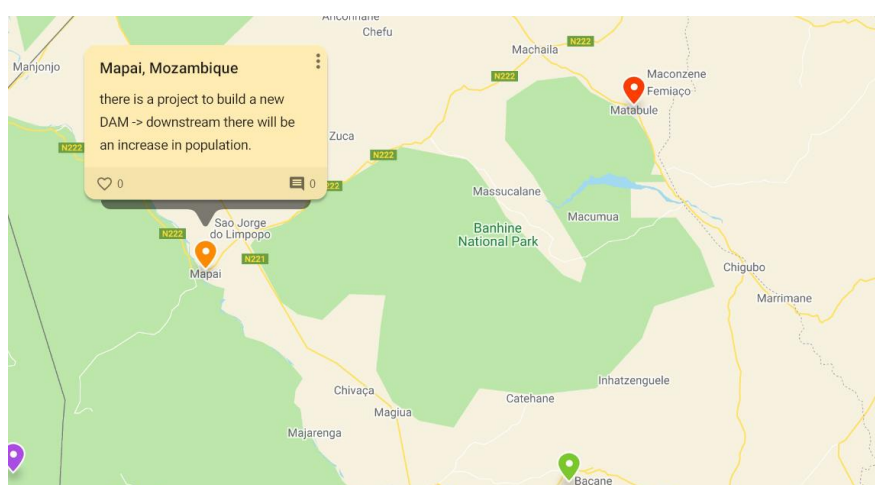 Chefu
Manjonjo
Machaila
N222
N222
Maconzene
Femiaço
Matabule
Mapai, Mozambique
there is a project to build a new
DAM -> downstream there will be
an increase in population.
0
0
Zuca
N222
N222
Massucalane
Macumua
Banhine
National Park
Sao Jorge
do Limpopo
N222
N221
Mapai
Chigubo
Marrimane
Inhatzenguele
Chivaça
Catehane
Magiua
Majarenga
Bacane